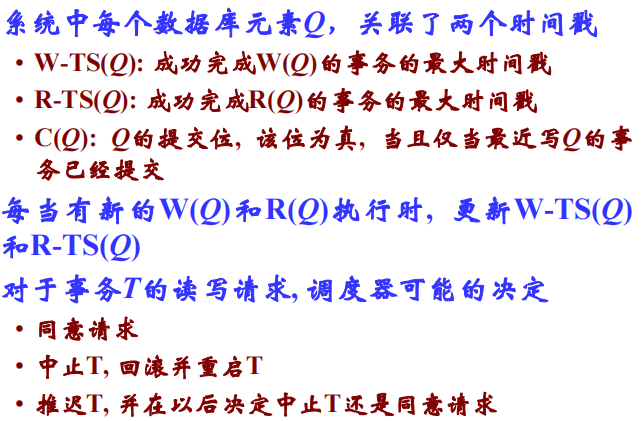 系统中每个数据库元素Q，关联了两个时间戳
• W-TS(Q): 成功完成W(Q)的事务的最大时间戳
• R-TS(Q): 成功完成R(Q)的事务的最大时间戳
• C(Q): Q的提交位, 该位为真, 当且仅当最近写Q的事
务已经提交
每当有新的W(Q)和R(Q)执行时, 更新W-TS(Q)
和R-TS(Q)
对于事务T的读写请求, 调度器可能的决定
• 同意请求
• 中止T, 回滚并重启T
• 推迟T, 并在以后决定中止T还是同意请求